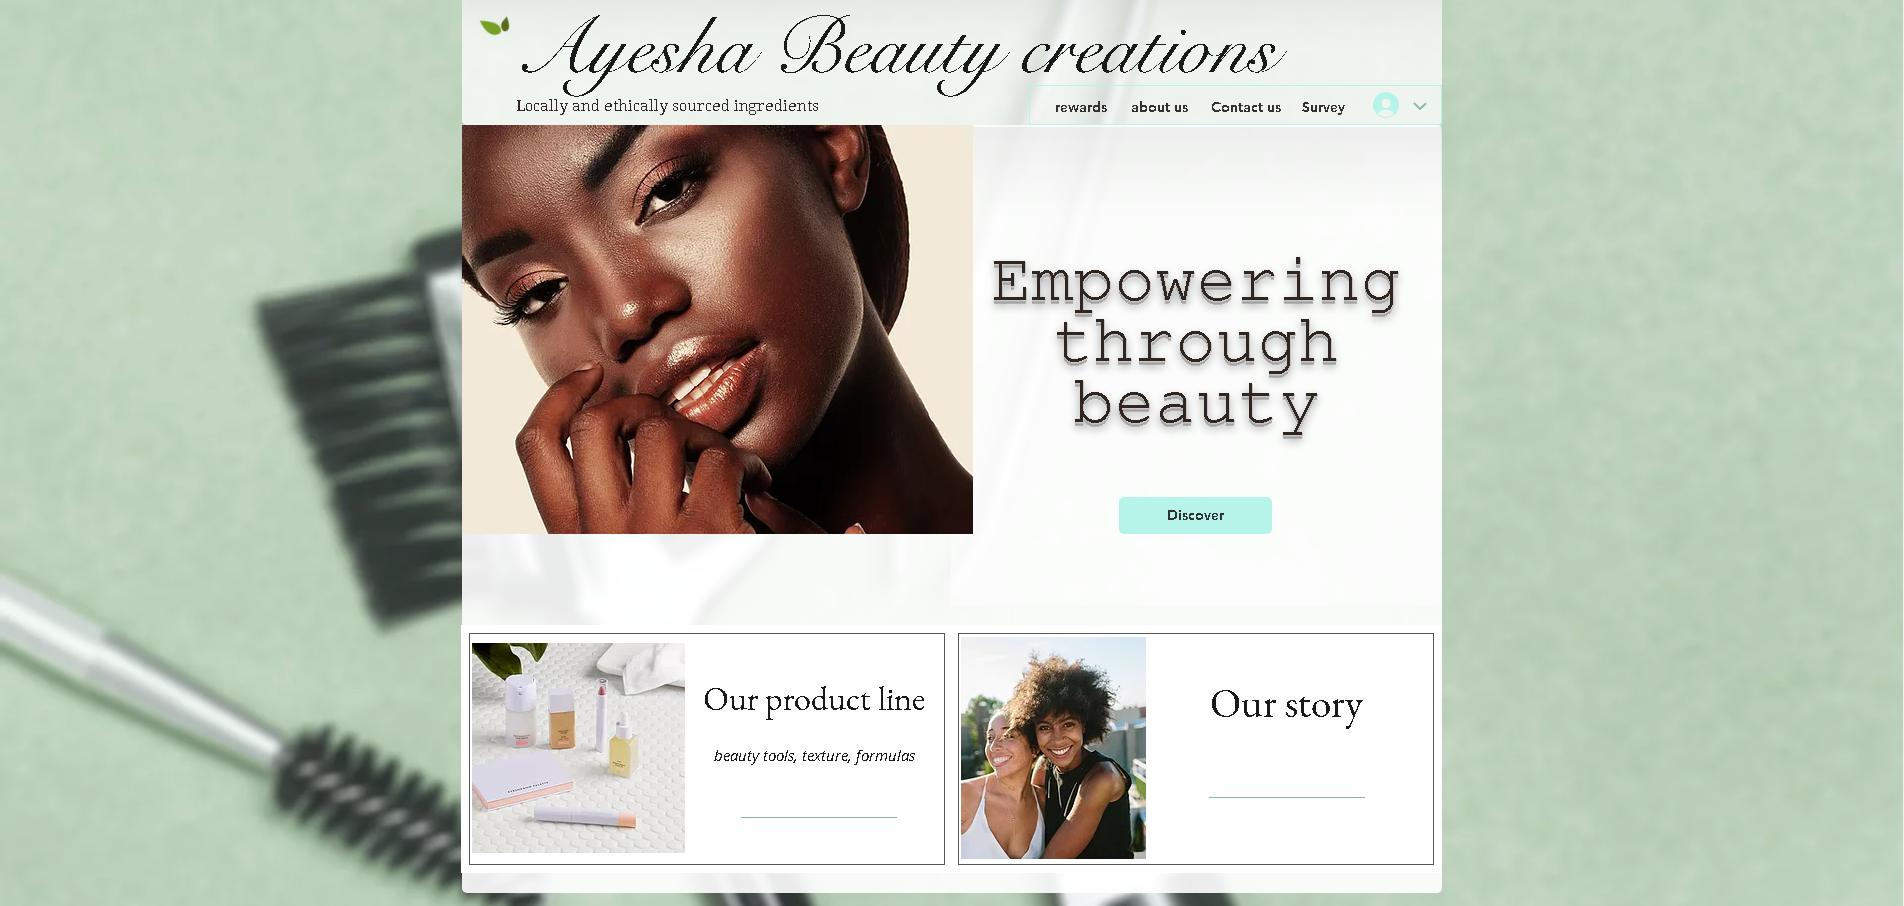 Ayesha Beauty creations
Locally and ethically sourced ingredients
rewards about us Contact us Survey
Empowering
through
beauty
Discover
Our product line
beauty tools, texture, formulas
Our story